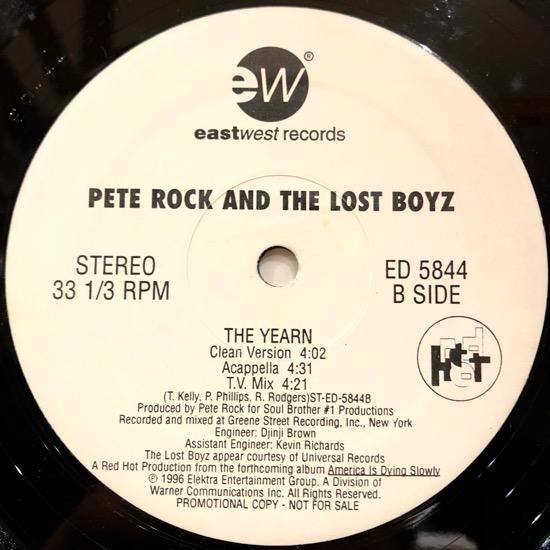 ew®
eastwest records
PETE ROCK AND THE LOST BOYZ
STEREO
33 1/3 RPM
ED 5844
B SIDE
THE YEARN
Clean Version 4:02
Acappella 4:31
T.V. Mix 4:21
(T. Kelly, P. Phillips, R. Rodgers)ST-ED-5844B
Produced by Pete Rock for Soul Brother #1 Productions
Recorded and mixed at Greene Street Recording, Inc., New York
Engineer: Djinji Brown
Assistant Engineer: Kevin Richards
The Lost Boyz appear courtesy of Universal Records
A Red Hot Production from the forthcoming album America Is Dying Slowly
℗ 1996 Elektra Entertainment Group. A Division of
Warner Communications Inc. All Rights Reserved.
PROMOTIONAL COPY - NOT FOR SALE
red
hot